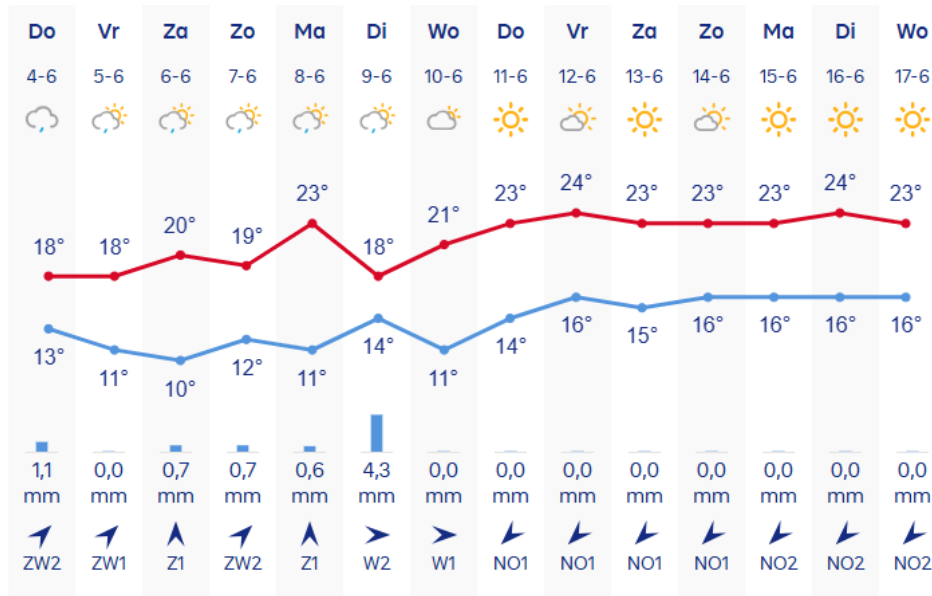 Do Vr Za Zo Ma Di Wo Do Vr Za Zo Ma Di Wo
4-6 5-6 6-6 7-6 8-6 9-6 10-6 11-6 12-6 13-6 14-6 15-6 16-6 17-6
18° 18° 20° 19° 23° 18° 21° 23° 24° 23° 23° 23° 24° 23°
13° 11° 10° 12° 11° 14° 11° 14° 16° 15° 16° 16° 16° 16°
1,1 0,0 0,7 0,7 0,6 4,3 0,0 0,0 0,0 0,0 0,0 0,0 0,0 0,0
mm mm mm mm mm mm mm mm mm mm mm mm mm mm
ZW2 ZW1 Z1 ZW2 Z1 W2 W1 NO1 NO1 NO1 NO1 NO2 NO2 NO2